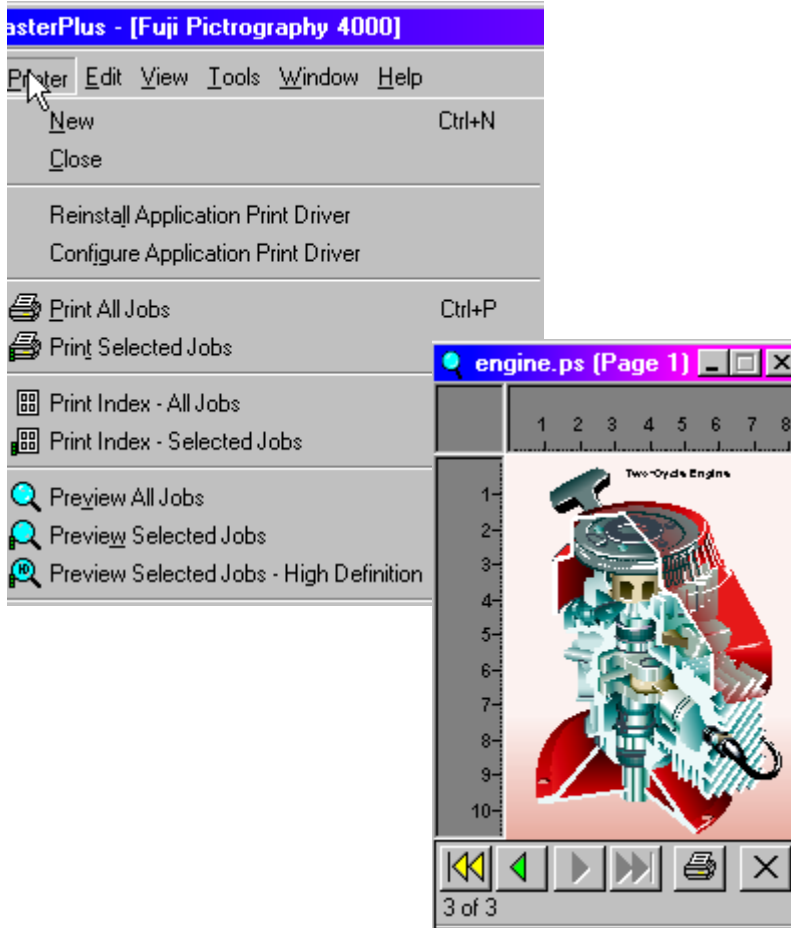 asterPlus - [Fuji Pictrography 4000]
Printer Edit View Tools Window Help
New Ctrl+N
Close
Reinstall Application Print Driver
Configure Application Print Driver
Print All Jobs Ctrl+P
Print Selected Jobs
Print Index - All Jobs
Print Index - Selected Jobs
Preview All Jobs
Preview Selected Jobs
HD Preview Selected Jobs - High Definition
engine.ps (Page 1)
1 2 3 4 5 6 7 8
Two-Cycle Engine
1
2
3
4
5
6
7
8
9
10
3 of 3